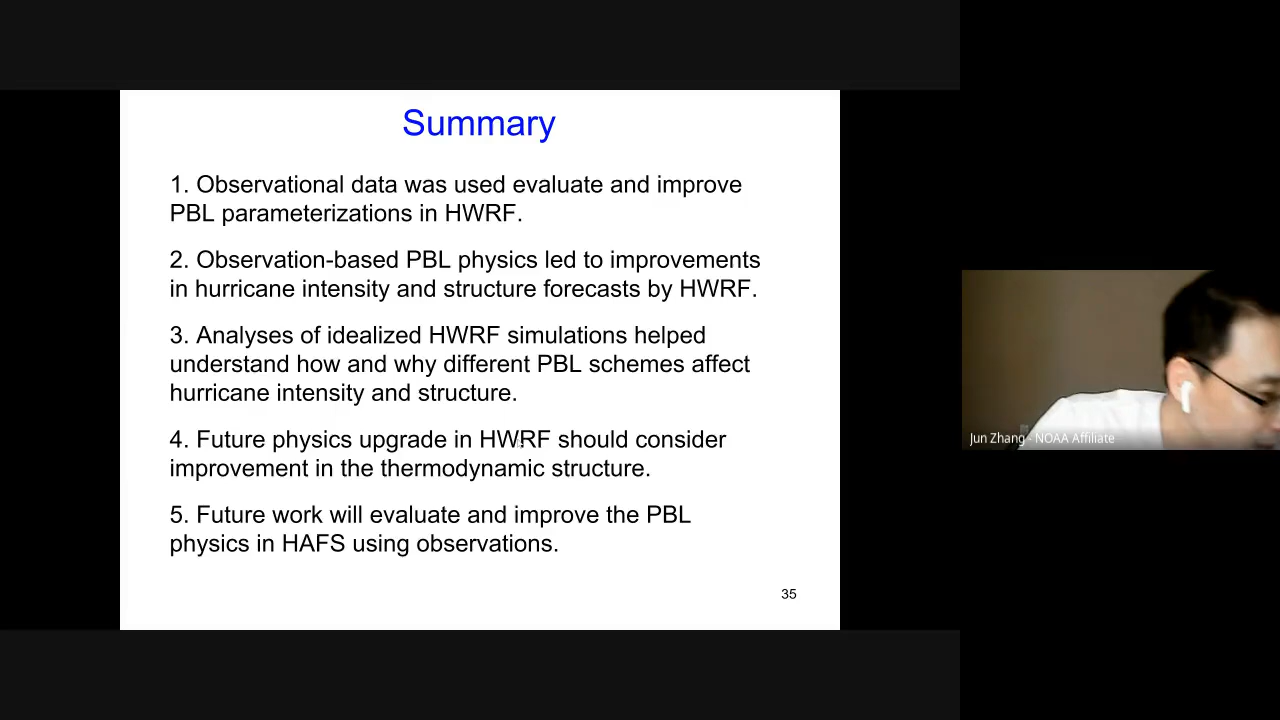 Summary
1. Observational data was used evaluate and improve
PBL parameterizations in HWRF.
2. Observation-based PBL physics led to improvements
in hurricane intensity and structure forecasts by HWRF.
3. Analyses of idealized HWRF simulations helped
understand how and why different PBL schemes affect
hurricane intensity and structure.
4. Future physics upgrade in HWRF should consider
improvement in the thermodynamic structure.
5. Future work will evaluate and improve the PBL
physics in HAFS using observations.
35
Jun Zhang - NOAA Affiliate